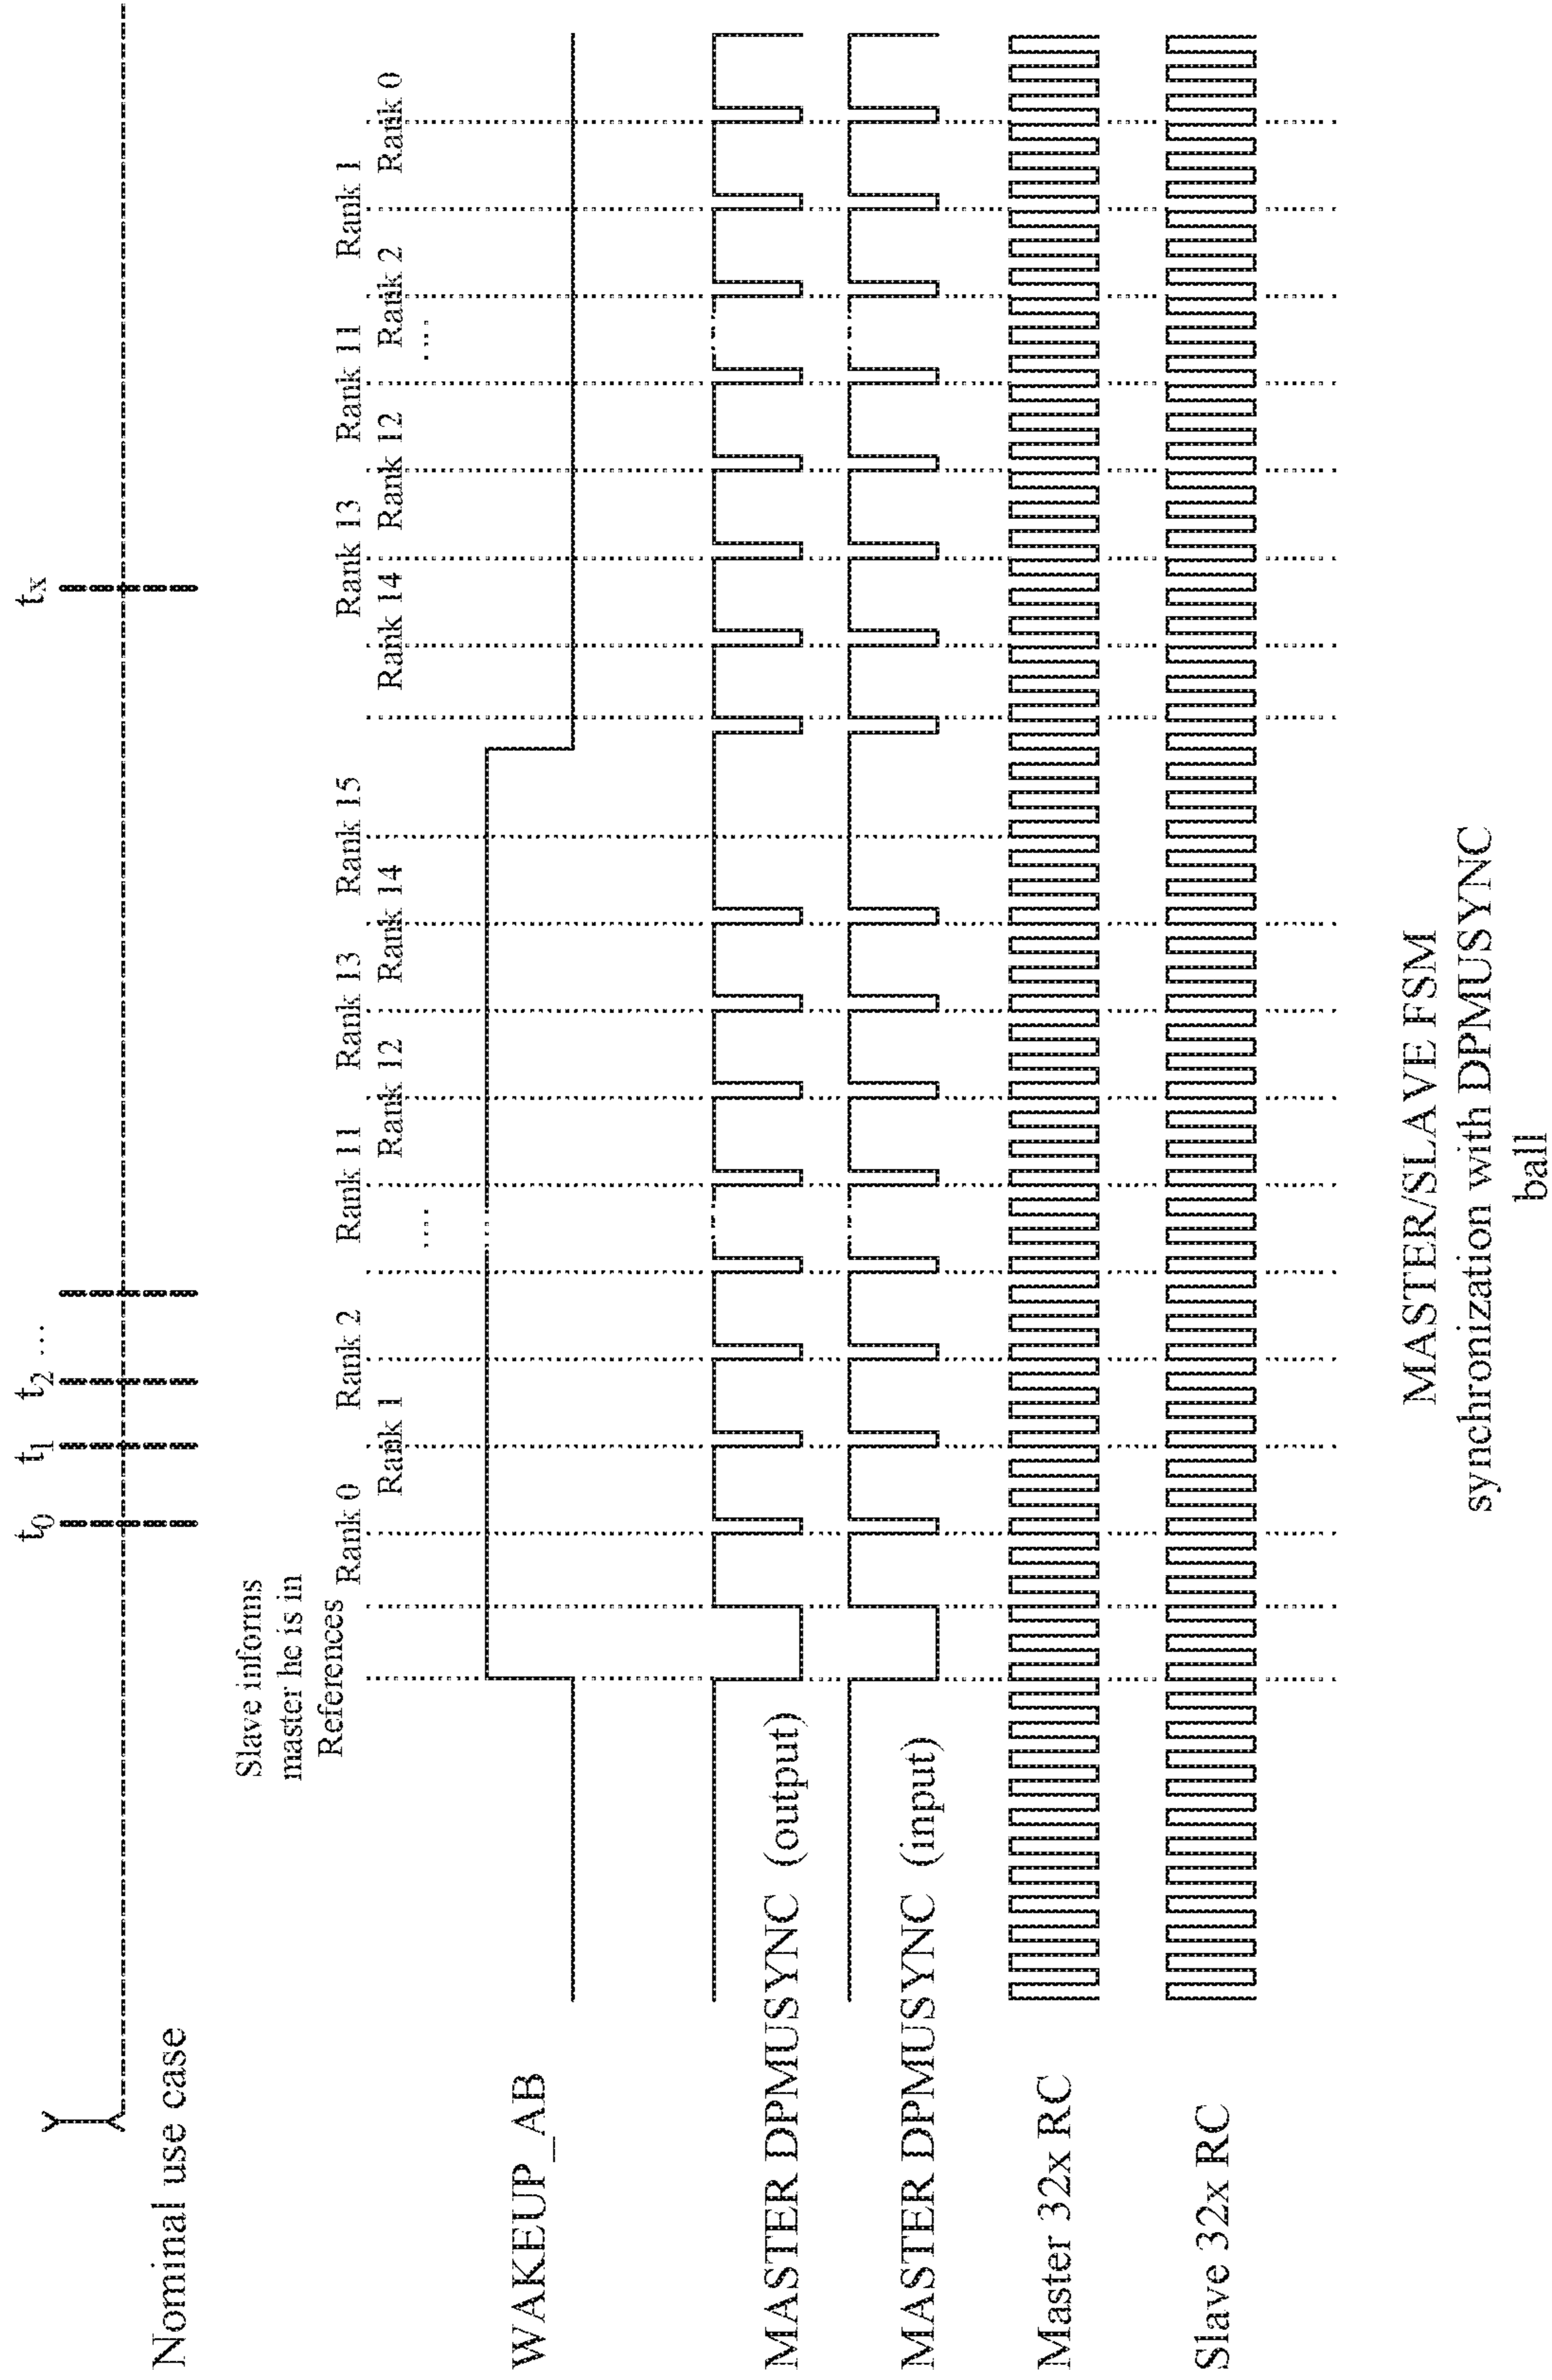 t0 t1 t2 ... tx
Nominal use case
Slave informs
master he is in
References
Rank 0 Rank 2 Rank 11 Rank 13 Rank 15 Rank 13 Rank 11 Rank 1
Rank 1 Rank 12 Rank 14 Rank 14 Rank 12 Rank 2 Rank 0
.... ....
WAKEUP_AB
MASTER DPMUSYNC (output)
MASTER DPMUSYNC (input)
Master 32x RC
Slave 32x RC
MASTER/SLAVE FSM
synchronization with DPMUSYNC
ball